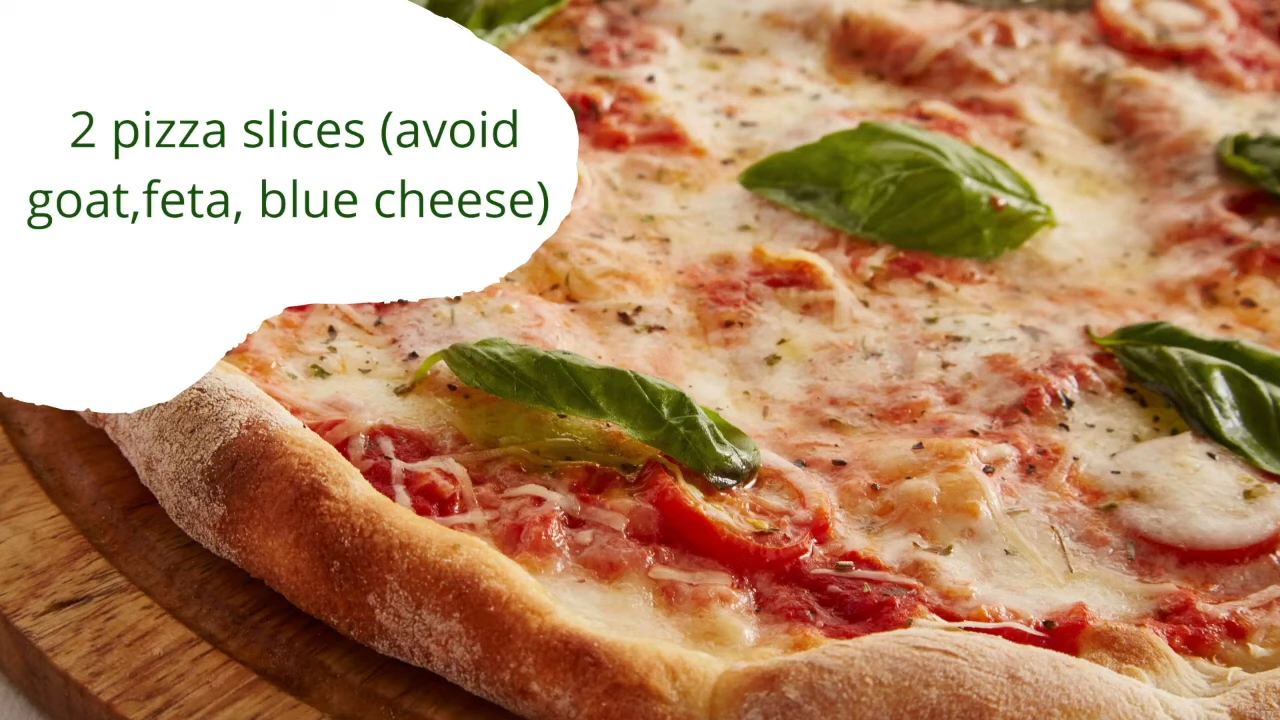 2 pizza slices (avoid
goat,feta, blue cheese)